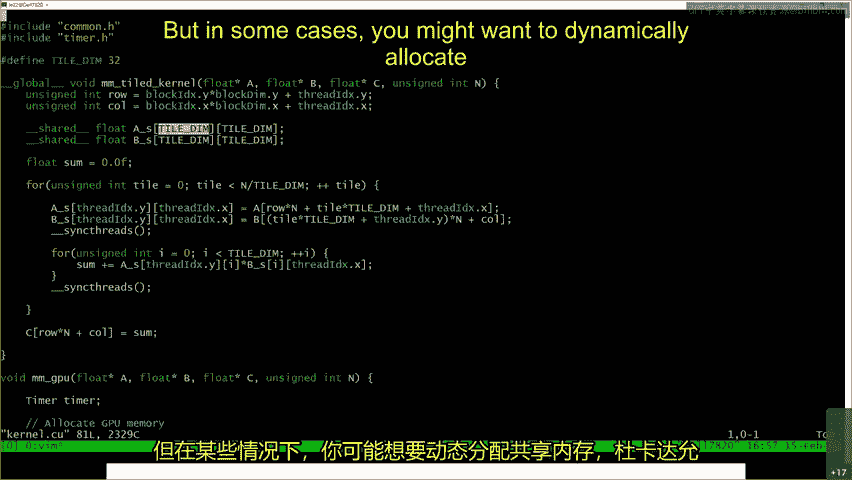 But in some cases, you might want to dynamically
allocate
#include "common.h"
#include "timer.h"
#define TILE_DIM 32
__global__ void mm_tiled_kernel(float* A, float* B, float* C, unsigned int N) {
unsigned int row = blockIdx.y*blockDim.y + threadIdx.y;
unsigned int col = blockIdx.x*blockDim.x + threadIdx.x;
__shared__ float A_s[TILE_DIM][TILE_DIM];
__shared__ float B_s[TILE_DIM][TILE_DIM];
float sum = 0.0f;
for(unsigned int tile = 0; tile < N/TILE_DIM; ++ tile) {
A_s[threadIdx.y][threadIdx.x] = A[row*N + tile*TILE_DIM + threadIdx.x];
B_s[threadIdx.y][threadIdx.x] = B[(tile*TILE_DIM + threadIdx.y)*N + col];
__syncthreads();
for(unsigned int i = 0; i < TILE_DIM; ++i) {
sum += A_s[threadIdx.y][i]*B_s[i][threadIdx.x];
}
__syncthreads();
}
C[row*N + col] = sum;
}
void mm_gpu(float* A, float* B, float* C, unsigned int N) {
Timer timer;
// Allocate GPU memory
"kernel.cu" 81L, 2329C 1,0-1
但在某些情况下，你可能想要动态分配共享内存，杜卡达允
+17